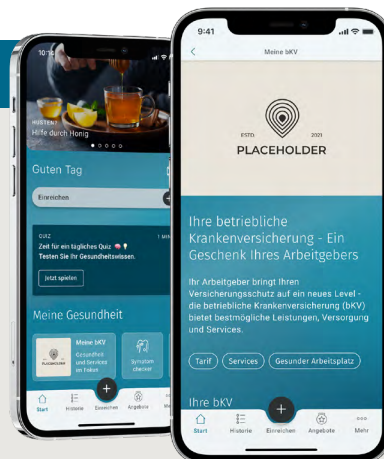 10:14
HUSTEN?
Hilfe durch Honig
Guten Tag
Einreichen
QUIZ
1 MIN
Zeit für ein tägliches Quiz
Testen Sie Ihr Gesundheitswissen.
Jetzt spielen
Meine Gesundheit
PLACEHOLDER
Meine bKV
Gesundheit
und Services
im Fokus
Symptom
checker
Start
Historie
Einreichen
Angebote
9:41
Meine bKV
ESTD. 2021
PLACEHOLDER
Ihre betriebliche
Krankenversicherung - Ein
Geschenk Ihres Arbeitgebers
Ihr Arbeitgeber bringt Ihren
Versicherungsschutz auf ein neues Level -
die betriebliche Krankenversicherung (bKV)
bietet bestmögliche Leistungen, Versorgung
und Services.
Tarif
Services
Gesunder Arbeitsplatz
Ihre bKV
Start
Historie
Einreichen
Angebote
Mehr